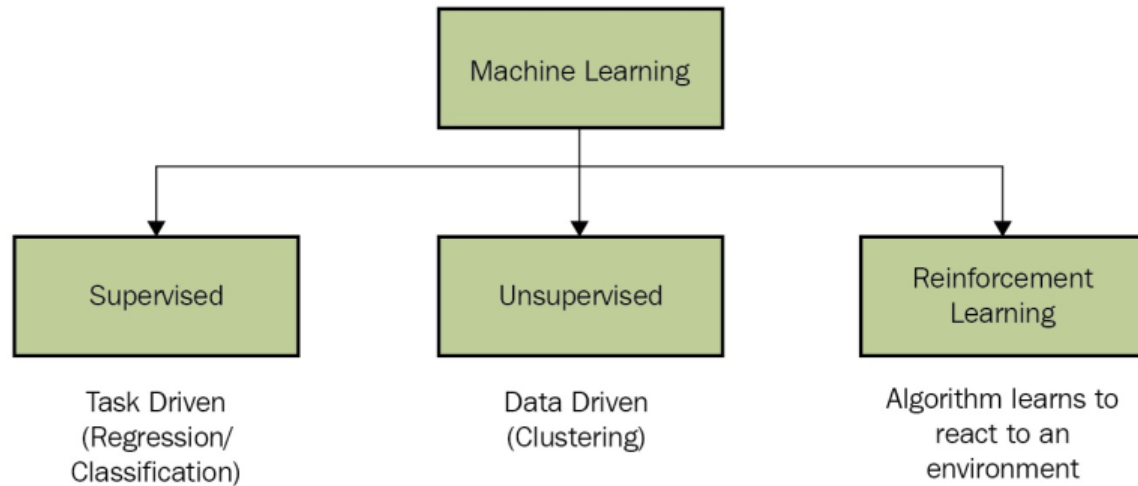 Machine Learning
Supervised
Unsupervised
Reinforcement
Learning
Task Driven
(Regression/
Classification)
Data Driven
(Clustering)
Algorithm learns to
react to an
environment